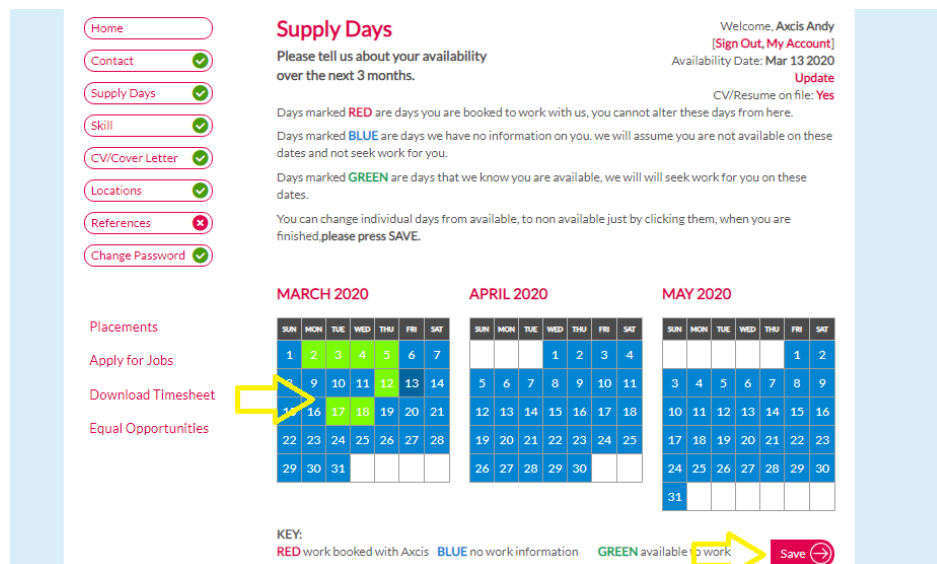 Home
Contact
Supply Days
Skill
CV/Cover Letter
Locations
References
Change Password
Placements
Apply for Jobs
Download Timesheet
Equal Opportunities
Supply Days
Please tell us about your availability
over the next 3 months.
Welcome, Axcis Andy
[Sign Out, My Account]
Availability Date: Mar 13 2020
Update
CV/Resume on file: Yes
Days marked RED are days you are booked to work with us, you cannot alter these days from here.
Days marked BLUE are days we have no information on you. we will assume you are not available on these
dates and not seek work for you.
Days marked GREEN are days that we know you are available, we will will seek work for you on these
dates.
You can change individual days from available, to non available just by clicking them, when you are
finished,please press SAVE.
MARCH 2020
SUN MON TUE WED THU FRI SAT
1 2 3 4 5 6 7
8 9 10 11 12 13 14
15 16 17 18 19 20 21
22 23 24 25 26 27 28
29 30 31
APRIL 2020
SUN MON TUE WED THU FRI SAT
1 2 3 4
5 6 7 8 9 10 11
12 13 14 15 16 17 18
19 20 21 22 23 24 25
26 27 28 29 30
MAY 2020
SUN MON TUE WED THU FRI SAT
1 2
3 4 5 6 7 8 9
10 11 12 13 14 15 16
17 18 19 20 21 22 23
24 25 26 27 28 29 30
31
KEY:
RED work booked with Axcis BLUE no work information GREEN available to work
Save